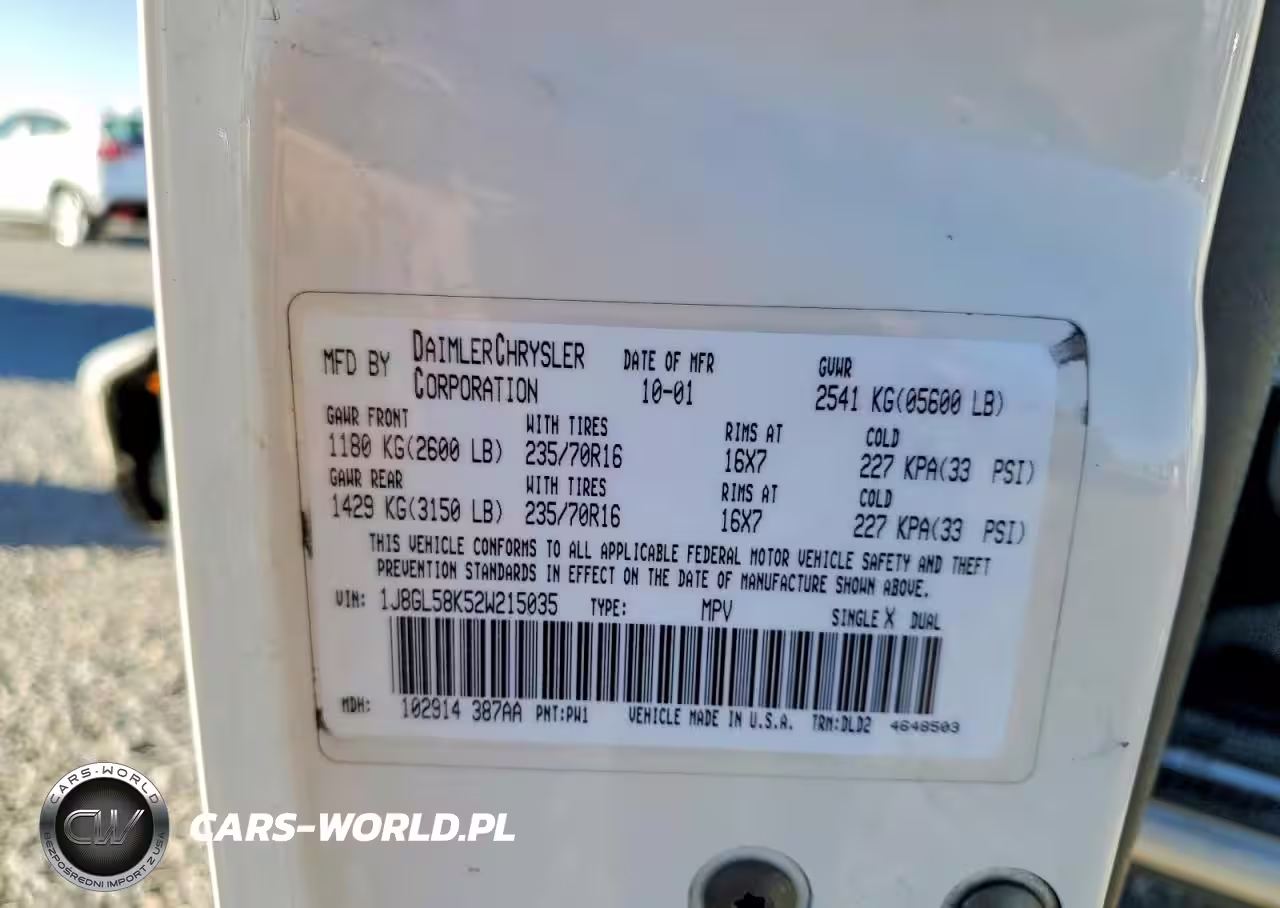 MFD BY DAIMLERCHRYSLER CORPORATION DATE OF MFR 10-01 GVWR 2541 KG(05600 LB)
GAWR FRONT WITH TIRES RIMS AT COLD
1180 KG(2600 LB) 235/70R16 16X7 227 KPA(33 PSI)
GAWR REAR WITH TIRES RIMS AT COLD
1429 KG(3150 LB) 235/70R16 16X7 227 KPA(33 PSI)
THIS VEHICLE CONFORMS TO ALL APPLICABLE FEDERAL MOTOR VEHICLE SAFETY AND THEFT
PREVENTION STANDARDS IN EFFECT ON THE DATE OF MANUFACTURE SHOWN ABOVE.
VIN: 1J8GL58K52W215035 TYPE: MPV SINGLE X DUAL
MDH: 102914 387AA PNT:PW1 VEHICLE MADE IN U.S.A. TRN:DLD2 4648503
CARS-WORLD
CW
BEZPOŚREDNI IMPORT Z USA
CARS-WORLD.PL